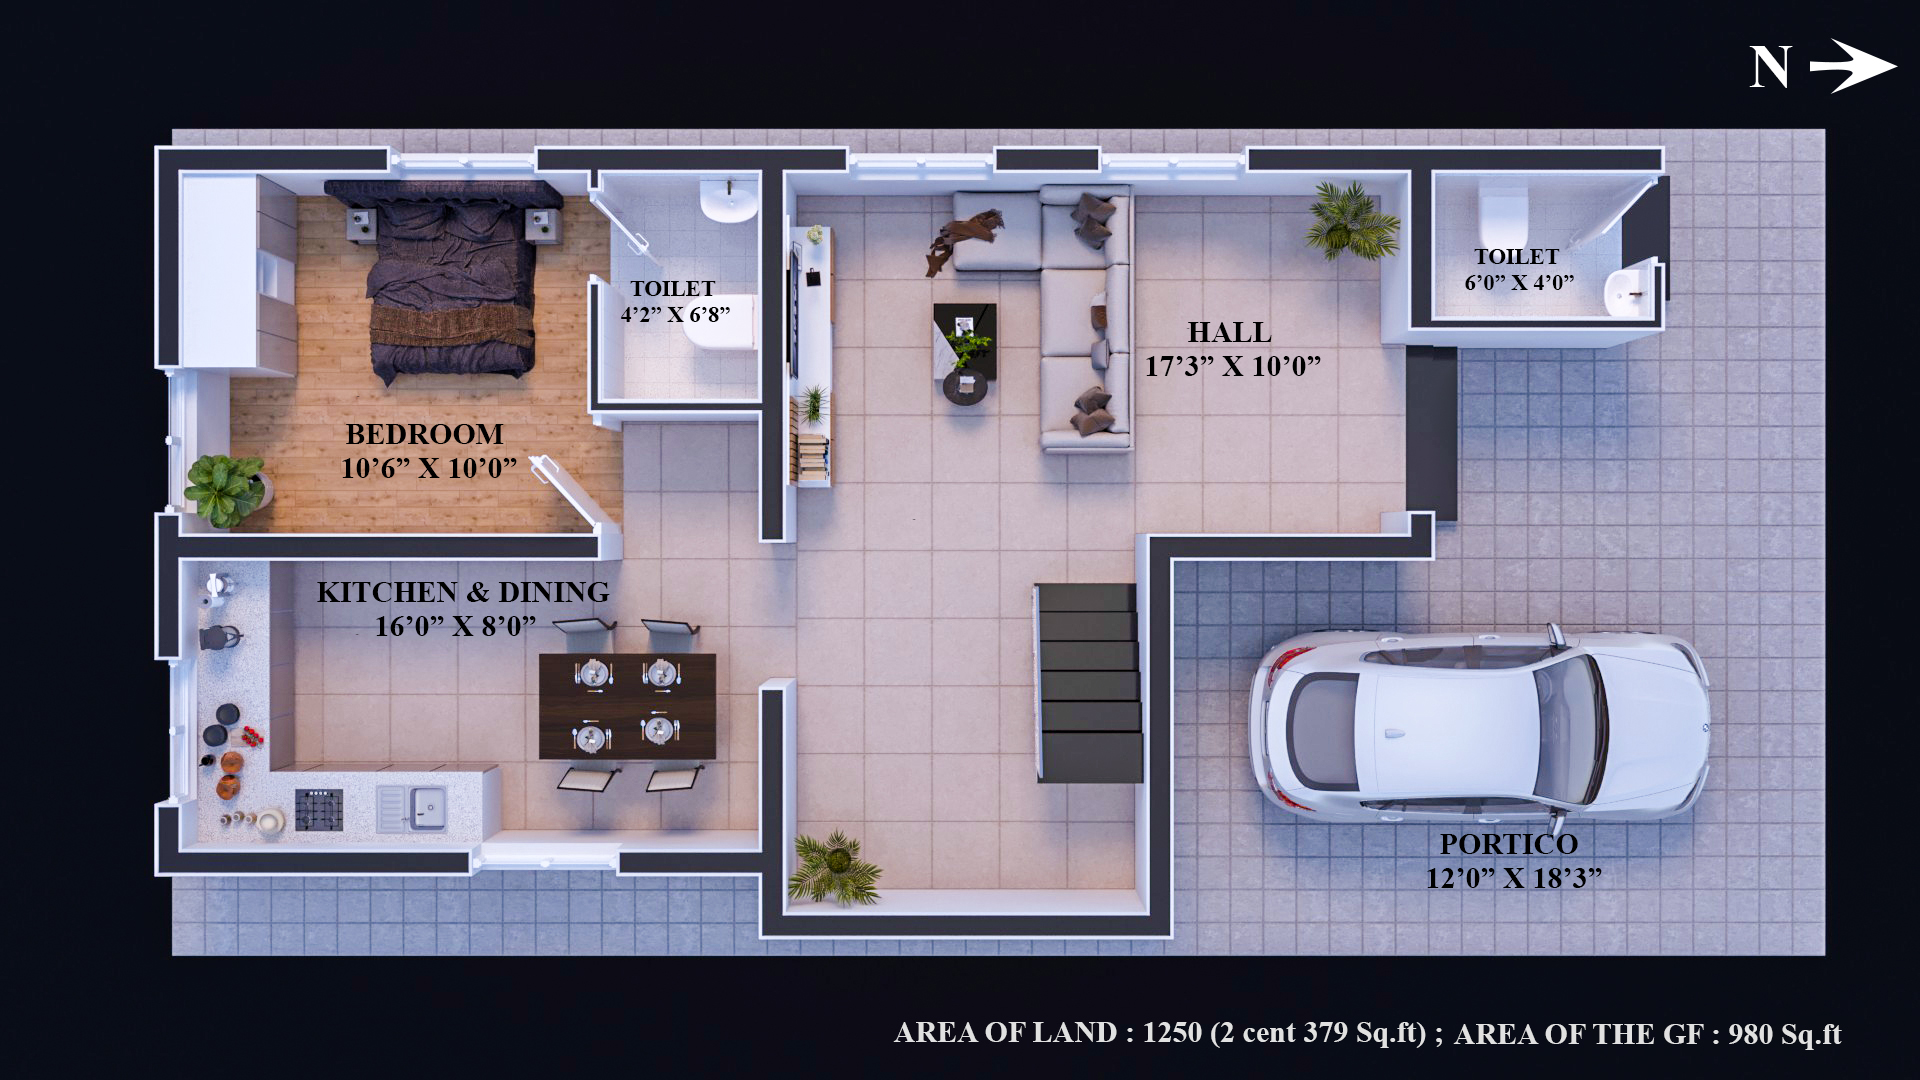 N
TOILET
4’2” X 6’8”
TOILET
6’0” X 4’0”
HALL
17’3” X 10’0”
BEDROOM
10’6” X 10’0”
KITCHEN & DINING
16’0” X 8’0”
PORTICO
12’0” X 18’3”
AREA OF LAND : 1250 (2 cent 379 Sq.ft) ; AREA OF THE GF : 980 Sq.ft